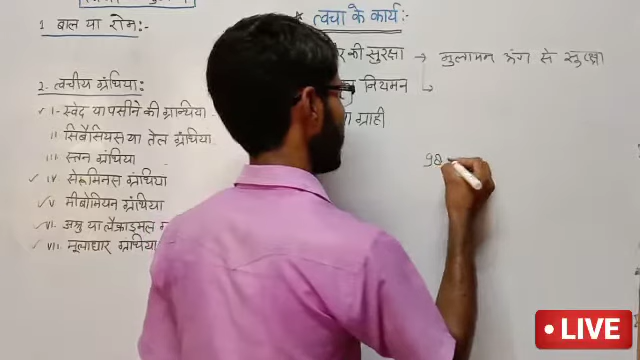 1 बाल या रोम:-
2. त्वचीय ग्रंथिया:-
i- स्वेद या पसीने की ग्रान्थिया
ii सिबैसियस या तेल ग्रंथिया
iii स्तन ग्रंथिया
iv सेरूमिनस ग्रंथिया
v मीबोमियन ग्रंथिया
vi. अश्रु या लैक्राइमल
vii. मूलाधार ग्रंथिया
* त्वचा के कार्य:-
की सुरक्षा → मुलायम अंग से सुरक्षा
नियमन
ग्राही
98
LIVE